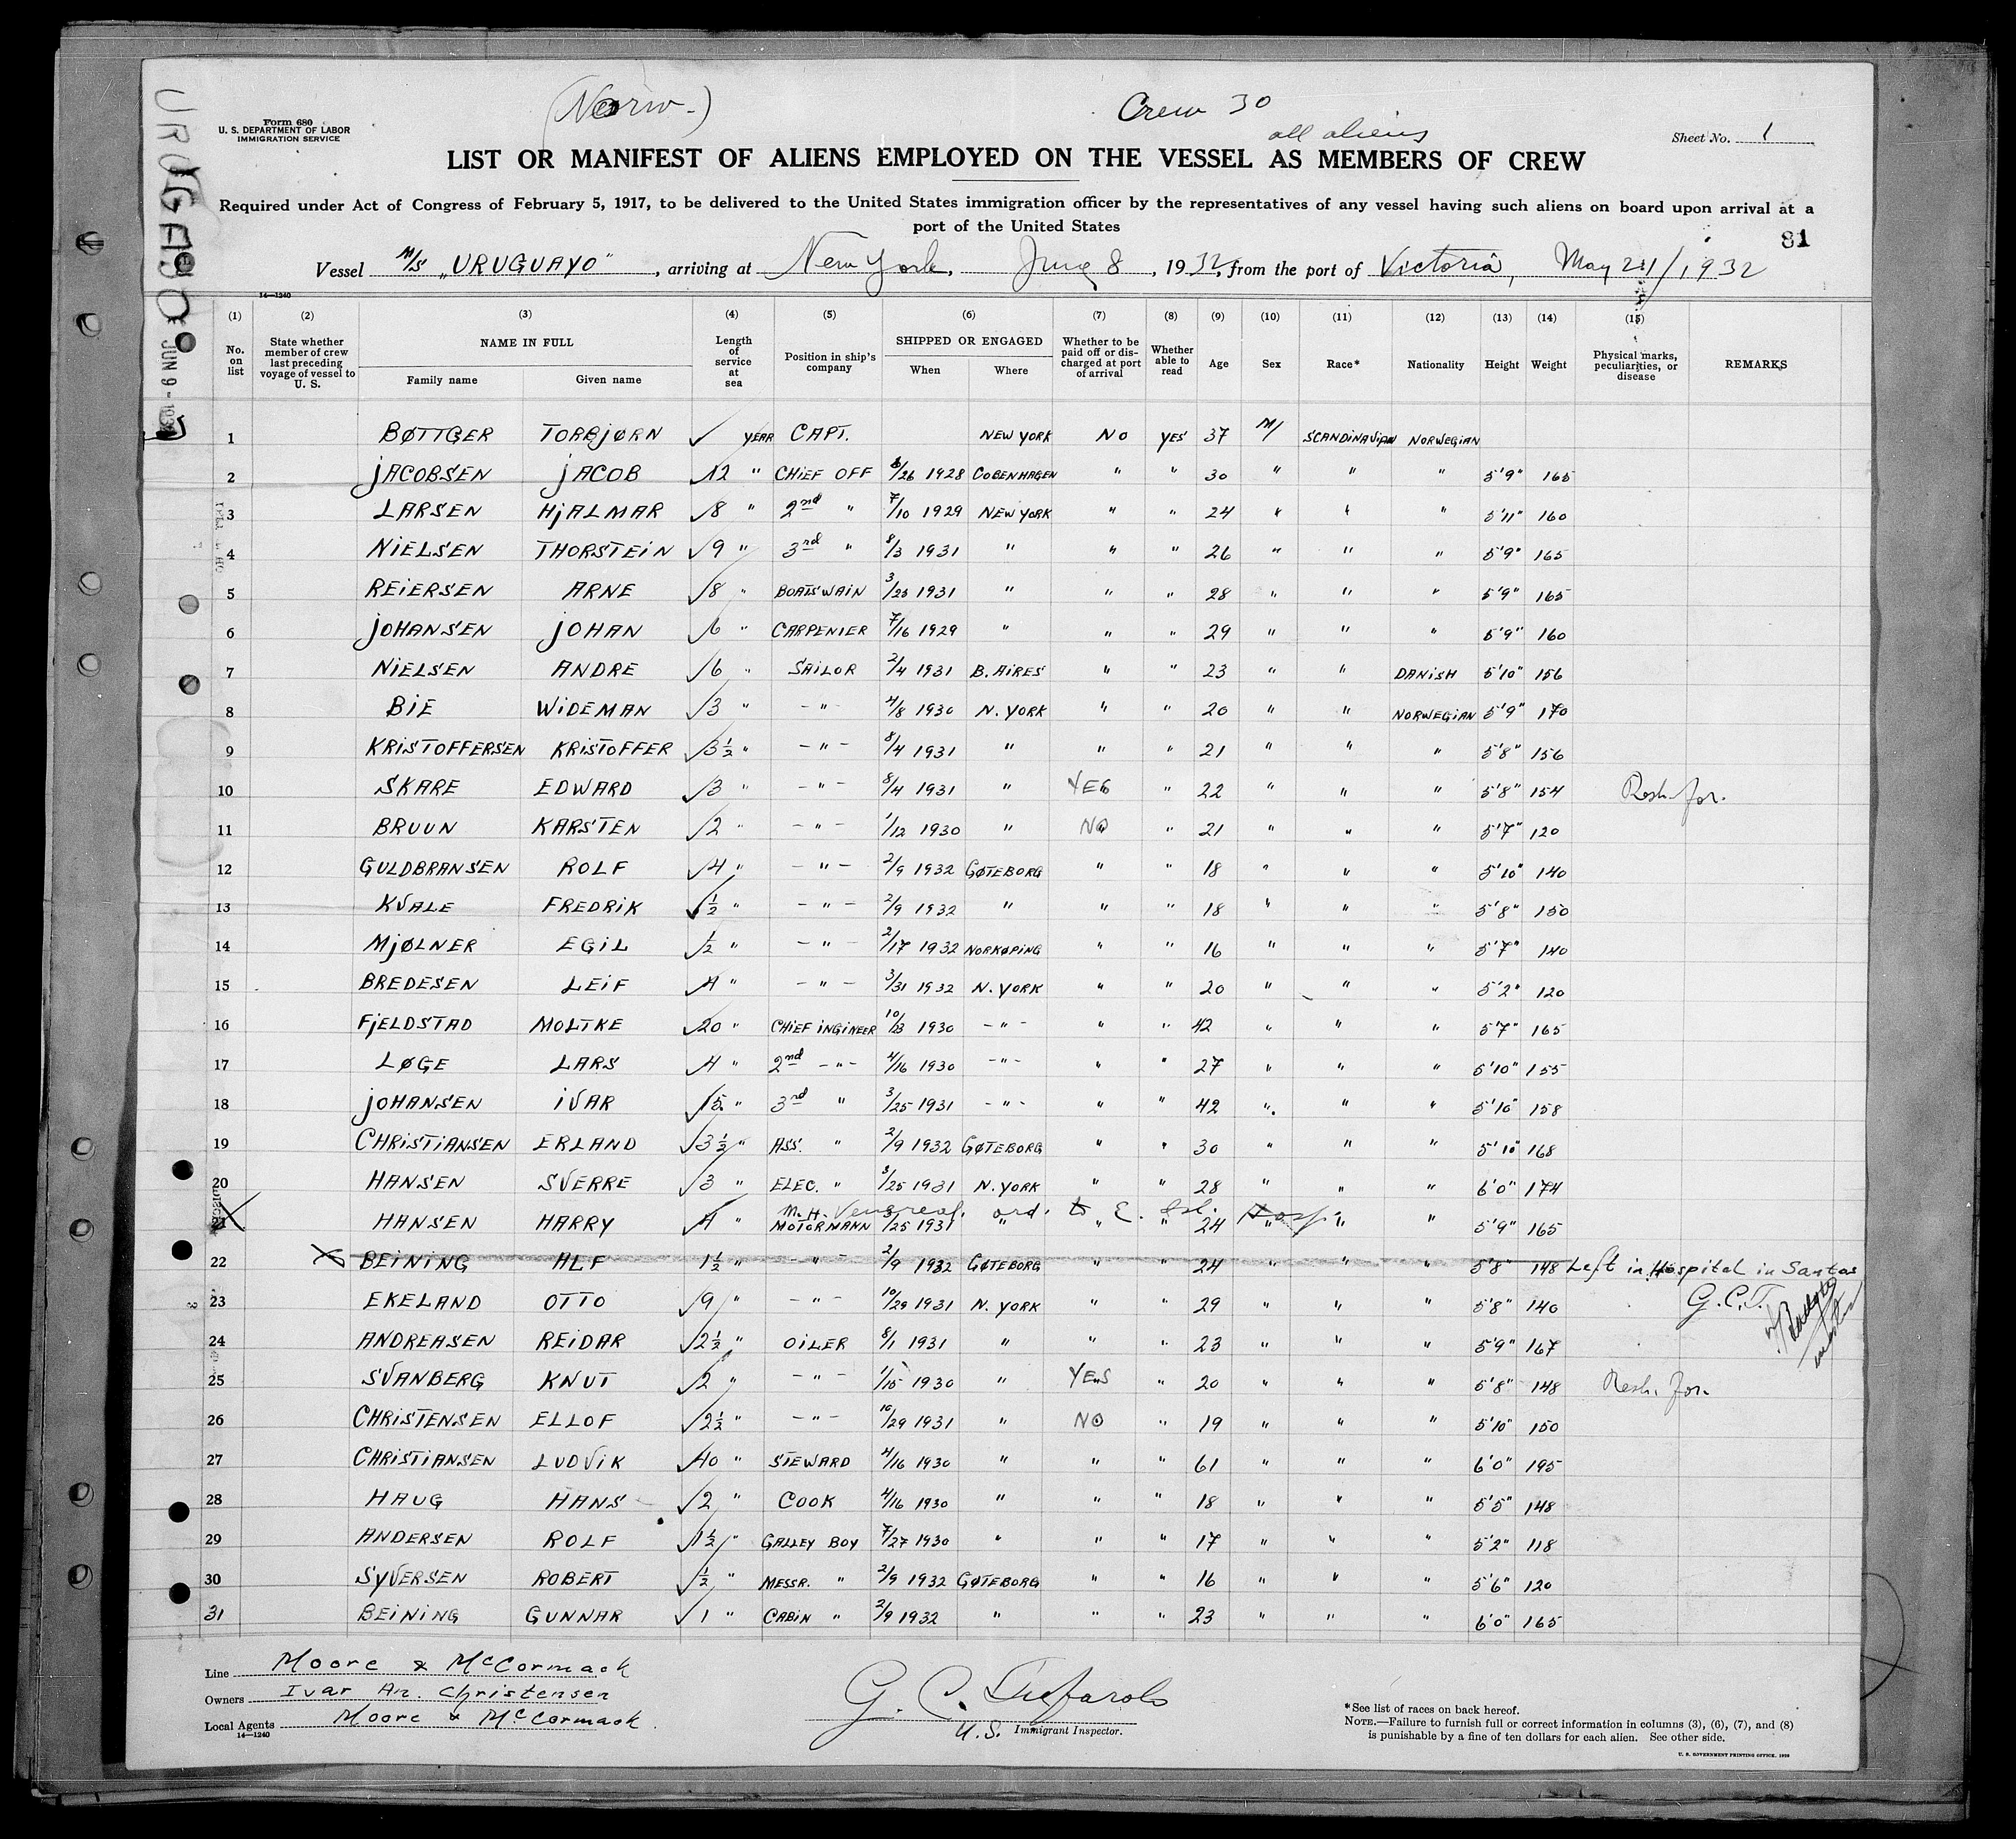 URUGUAYO
JUN 9 - 1932
Form 680
U. S. DEPARTMENT OF LABOR
IMMIGRATION SERVICE
(Norw.)
Crew 30
all aliens
Sheet No. 1
LIST OR MANIFEST OF ALIENS EMPLOYED ON THE VESSEL AS MEMBERS OF CREW
Required under Act of Congress of February 5, 1917, to be delivered to the United States immigration officer by the representatives of any vessel having such aliens on board upon arrival at a
port of the United States
81
Vessel M/S „URUGUAYO", arriving at New York, June 8, 1932, from the port of Victoria, May 21/1932
14—1240
(1) (2) (3) (4) (5) (6) (7) (8) (9) (10) (11) (12) (13) (14) (15)
No. on list
State whether member of crew last preceding voyage of vessel to U. S.
NAME IN FULL
Family name
Given name
Length of service at sea
Position in ship's company
SHIPPED OR ENGAGED
When
Where
Whether to be paid off or discharged at port of arrival
Whether able to read
Age
Sex
Race*
Nationality
Height
Weight
Physical marks, peculiarities, or disease
REMARKS
1 BØTTGER TORBJØRN ✓ YEAR CAPT. NEW YORK NO YES 37 M/ SCANDINAVIAN NORWEGIAN
2 JACOBSEN JACOB 12 " CHIEF OFF 8/26 1928 COBENHAGEN " " 30 " " " 5'9" 165
3 LARSEN HJALMAR 8 " 2nd " 7/10 1929 NEW YORK " " 24 " " " 5'11" 160
4 NIELSEN THORSTEIN 9 " 3rd " 8/3 1931 " " " 26 " " " 5'9" 165
5 REIERSEN ARNE 8 " BOATSWAIN 3/25 1931 " " " 28 " " " 5'9" 165
6 JOHANSEN JOHAN 6 " CARPENTER 7/16 1929 " " " 29 " " " 5'9" 160
7 NIELSEN ANDRE 6 " SAILOR 2/4 1931 B. AIRES " " 23 " " DANISH 5'10" 156
8 BIE WIDEMAN 3 " - " - 4/8 1930 N. YORK " " 20 " " NORWEGIAN 5'9" 170
9 KRISTOFFERSEN KRISTOFFER 3½ " - " - 8/4 1931 " " " 21 " " " 5'8" 156
10 SKARE EDWARD 3 " - " - 8/4 1931 " YES " 22 " " " 5'8" 154 Resh. for.
11 BRUUN KARSTEN 2 " - " - 1/12 1930 " NO " 21 " " " 5'7" 120
12 GULDBRANSEN ROLF 4 " - " - 2/9 1932 GØTEBORG " " 18 " " " 5'10" 140
13 KVALE FREDRIK ½ " - " - 2/9 1932 " " " 18 " " " 5'8" 150
14 MJØLNER EGIL ½ " - " - 2/17 1932 NORKØPING " " 16 " " " 5'7" 140
15 BREDESEN LEIF 4 " - " - 3/31 1932 N. YORK " " 20 " " " 5'2" 120
16 FJELDSTAD MOLTKE 20 " CHIEF INGINEER 10/23 1930 - " - " " 42 " " " 5'7" 165
17 LØGE LARS 4 " 2nd - " - 4/16 1930 - " - " " 27 " " " 5'10" 155
18 JOHANSEN IVAR 15 " 3rd " 3/25 1931 - " - " " 42 " " " 5'10" 158
19 CHRISTIANSEN ERLAND 3½ " ASS. " 2/9 1932 GØTEBORG " " 30 " " " 5'10" 168
20 HANSEN SVERRE 3 " ELEC. " 3/25 1931 N. YORK " " 28 " " " 6'0" 174
M.H. Venereal. ord. to E. Isl. Hosp.
21 HANSEN HARRY 4 " MOTORMANN 3/25 1931 " " " 24 " " " 5'9" 165
22 BEINING ALF 1½ " - " - 2/9 1932 GØTEBORG " " 24 " " " 5'8" 148 Left in Hospital in Santos
23 EKELAND OTTO 9 " - " - 10/29 1931 N. YORK " " 29 " " " 5'8" 140 G.C.T.
24 ANDREASEN REIDAR 2½ " OILER 8/1 1931 " " " 23 " " " 5'9" 167
25 SVANBERG KNUT 2 " - " - 1/15 1930 " YES " 20 " " " 5'8" 148 Resh. for.
26 CHRISTENSEN ELLOF 2½ " - " - 10/29 1931 " NO " 19 " " " 5'10" 150
27 CHRISTIANSEN LUDVIK 40 " STEWARD 4/16 1930 " " " 61 " " " 6'0" 195
28 HAUG HANS 2 " COOK 4/16 1930 " " " 18 " " " 5'5" 148
29 ANDERSEN ROLF 1½ " GALLEY BOY 7/27 1930 " " " 17 " " " 5'2" 118
30 SYVERSEN ROBERT ½ " MESSR. " 2/9 1932 GØTEBORG " " 16 " " " 5'6" 120
31 BEINING GUNNAR 1 " CABIN " 2/9 1932 " " " 23 " " " 6'0" 165
Line Moore & McCormack
Owners Ivar An. Christensen
Local Agents Moore & McCormack
14—1240
G. C.
U.S. Immigrant Inspector.
*See list of races on back hereof.
NOTE.—Failure to furnish full or correct information in columns (3), (6), (7), and (8)
is punishable by a fine of ten dollars for each alien. See other side.
U. S. GOVERNMENT PRINTING OFFICE. 1926